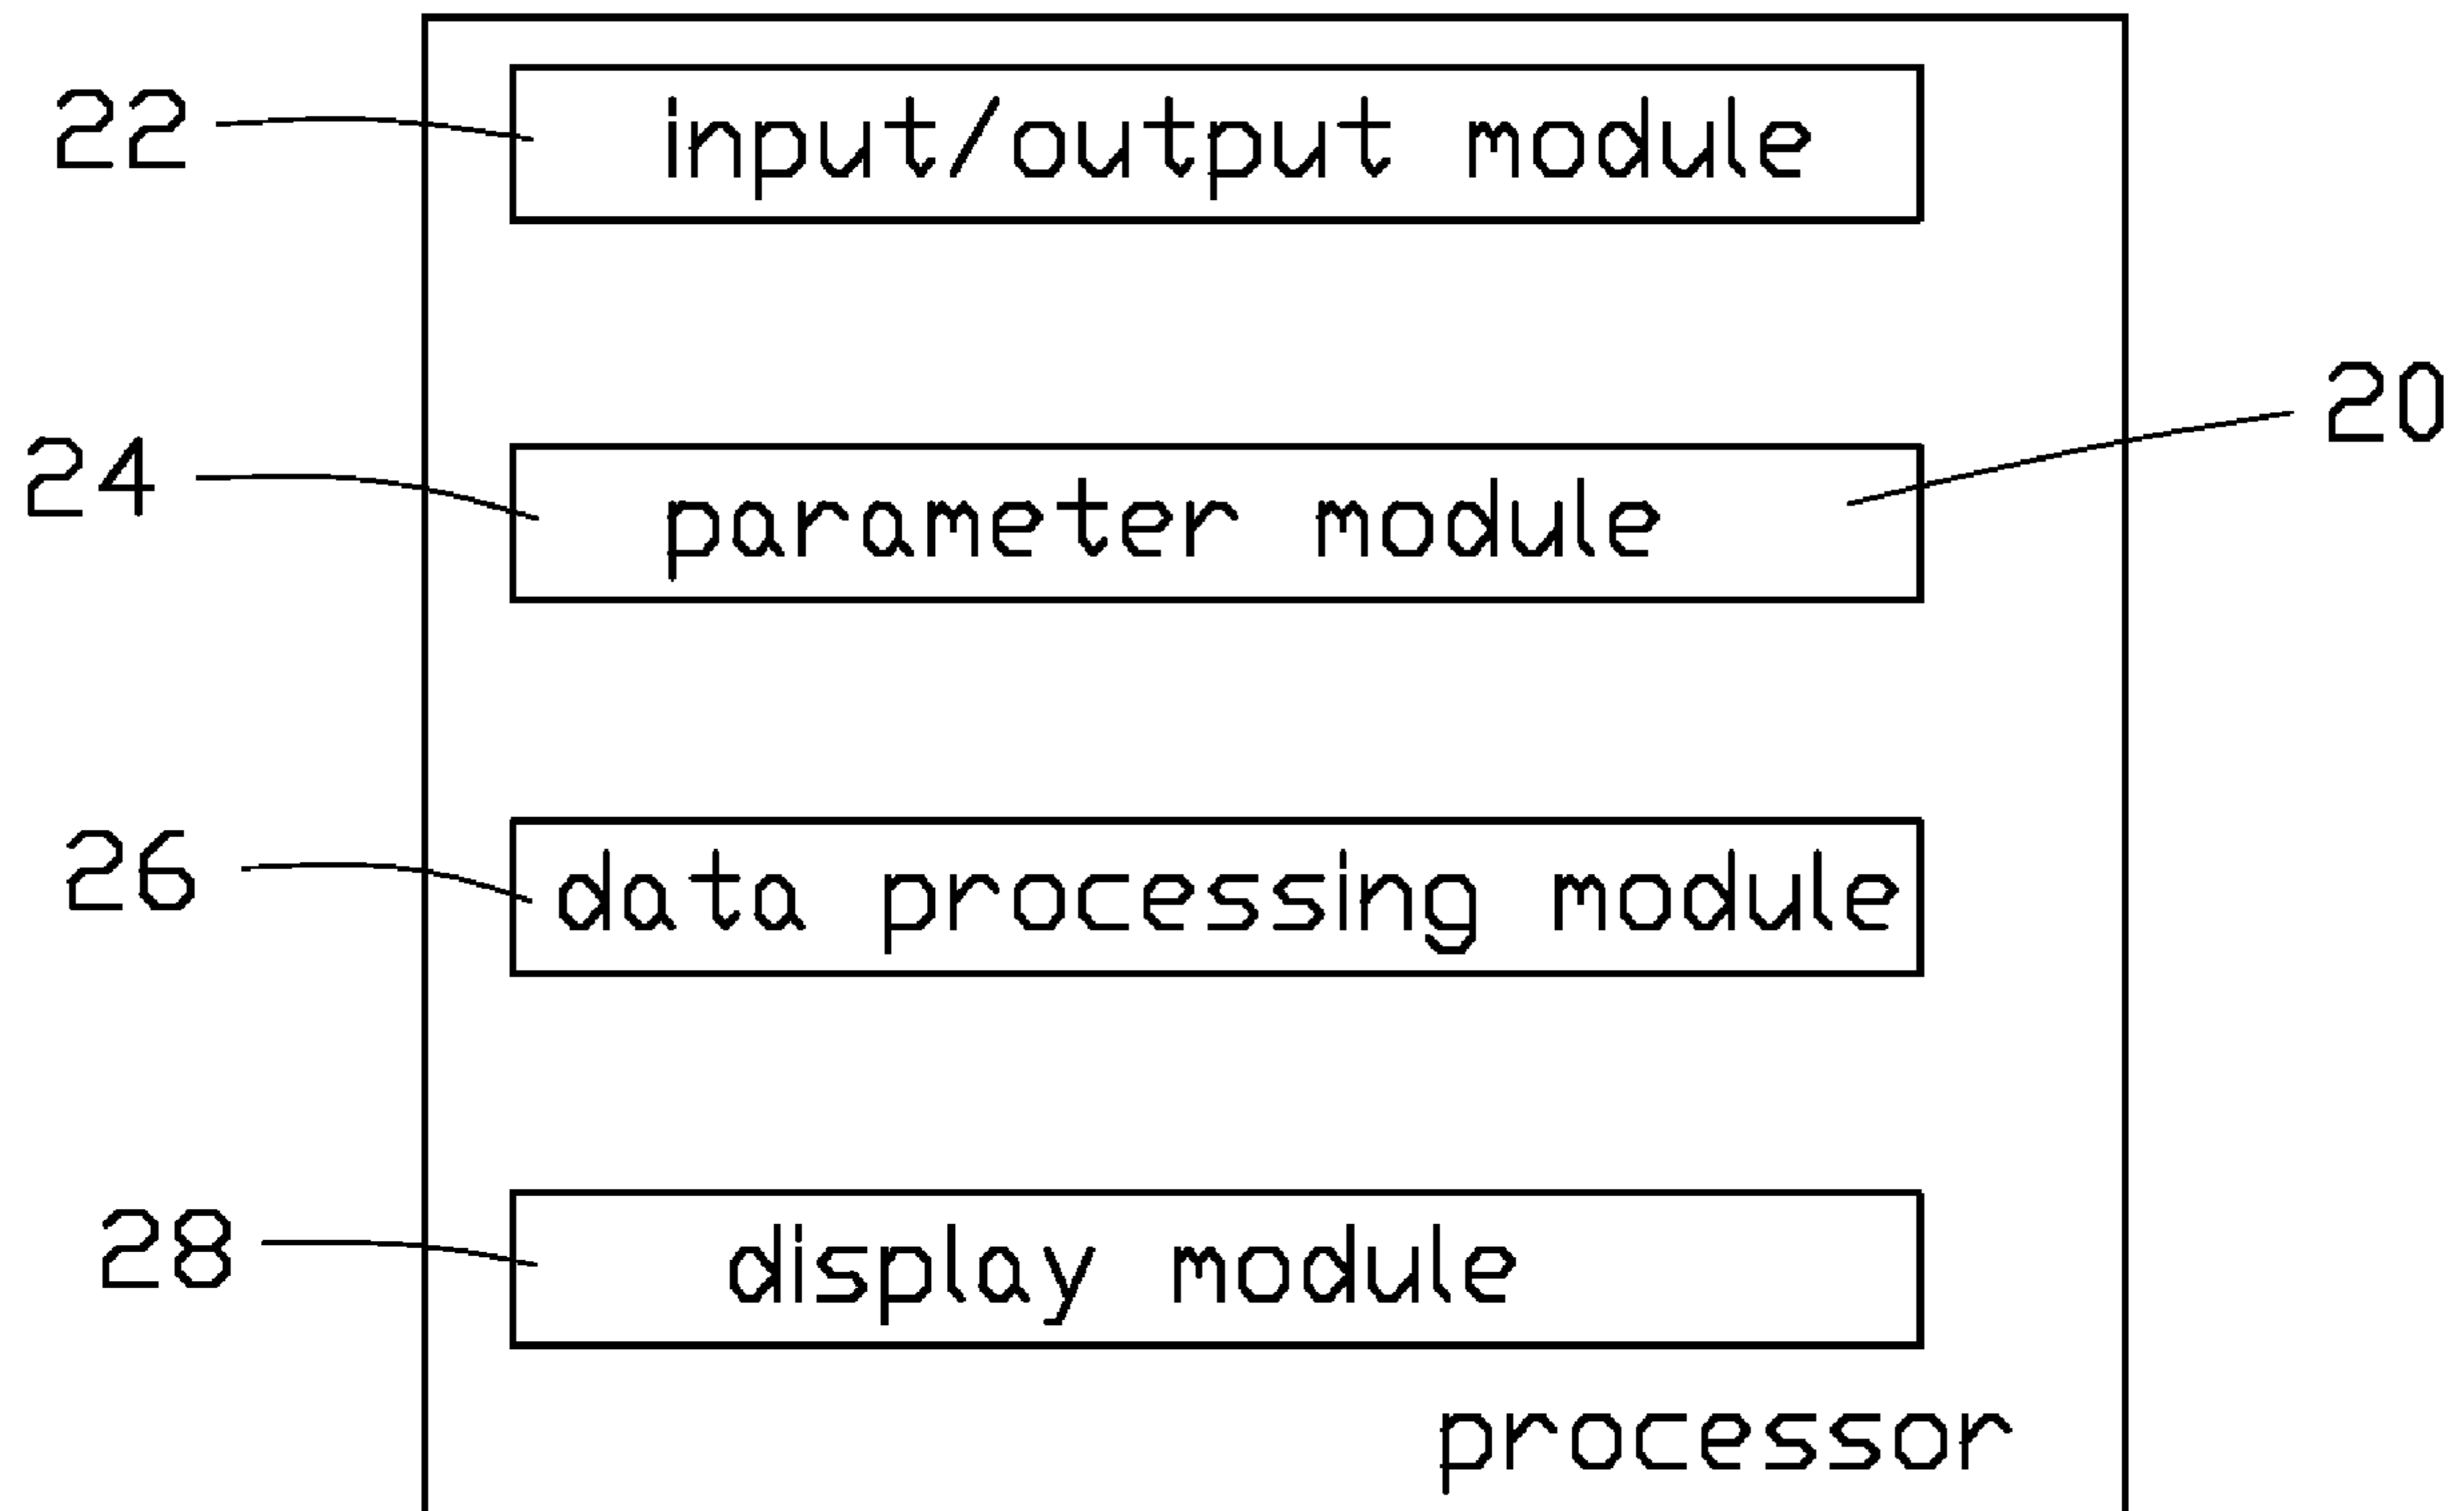 22 input/output module
20
24 parameter module
26 data processing module
28 display module
processor